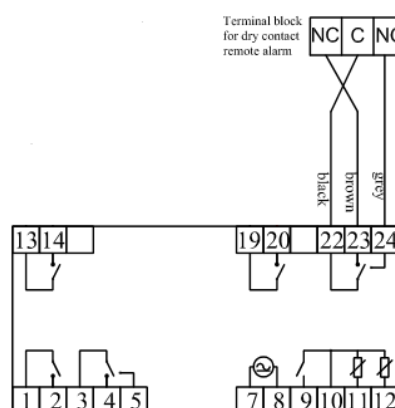 Terminal block
for dry contact
remote alarm
NC C
black
brown
grey
13 14 19 20 22 23 24
1 2 3 4 5 7 8 9 10 11 12